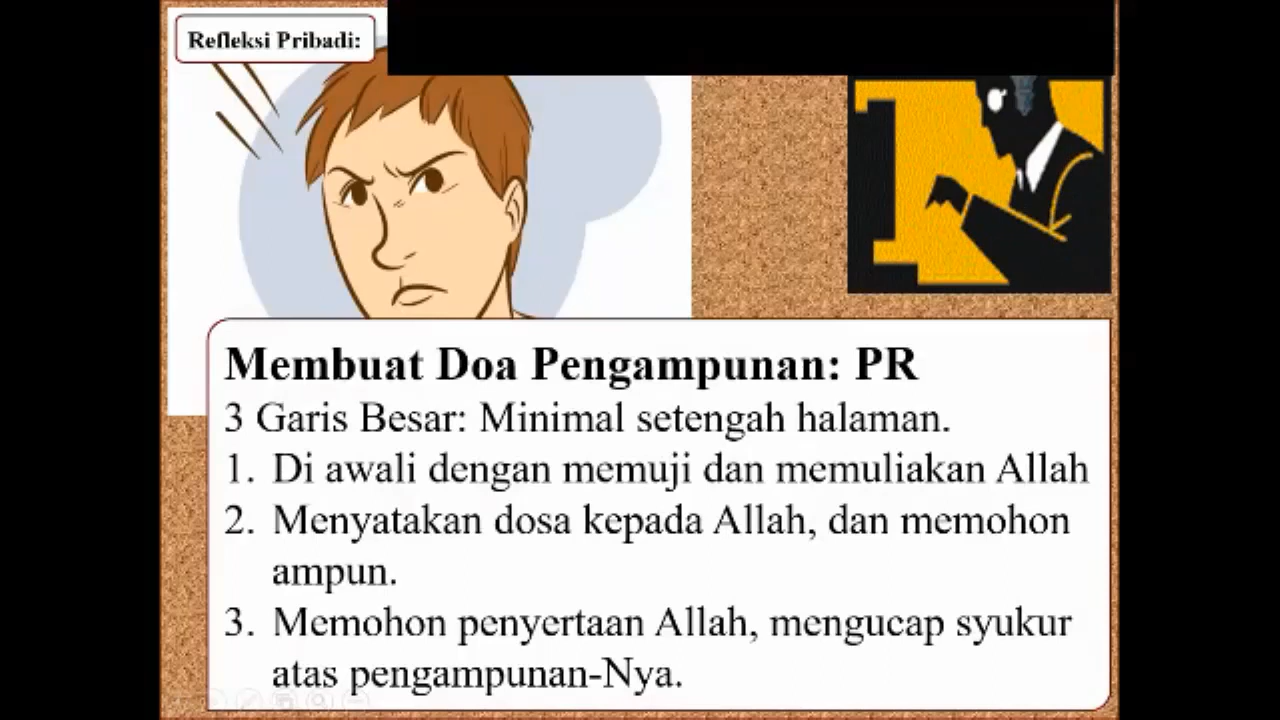 Refleksi Pribadi:
Membuat Doa Pengampunan: PR
3 Garis Besar: Minimal setengah halaman.
1. Di awali dengan memuji dan memuliakan Allah
2. Menyatakan dosa kepada Allah, dan memohon
ampun.
3. Memohon penyertaan Allah, mengucap syukur
atas pengampunan-Nya.